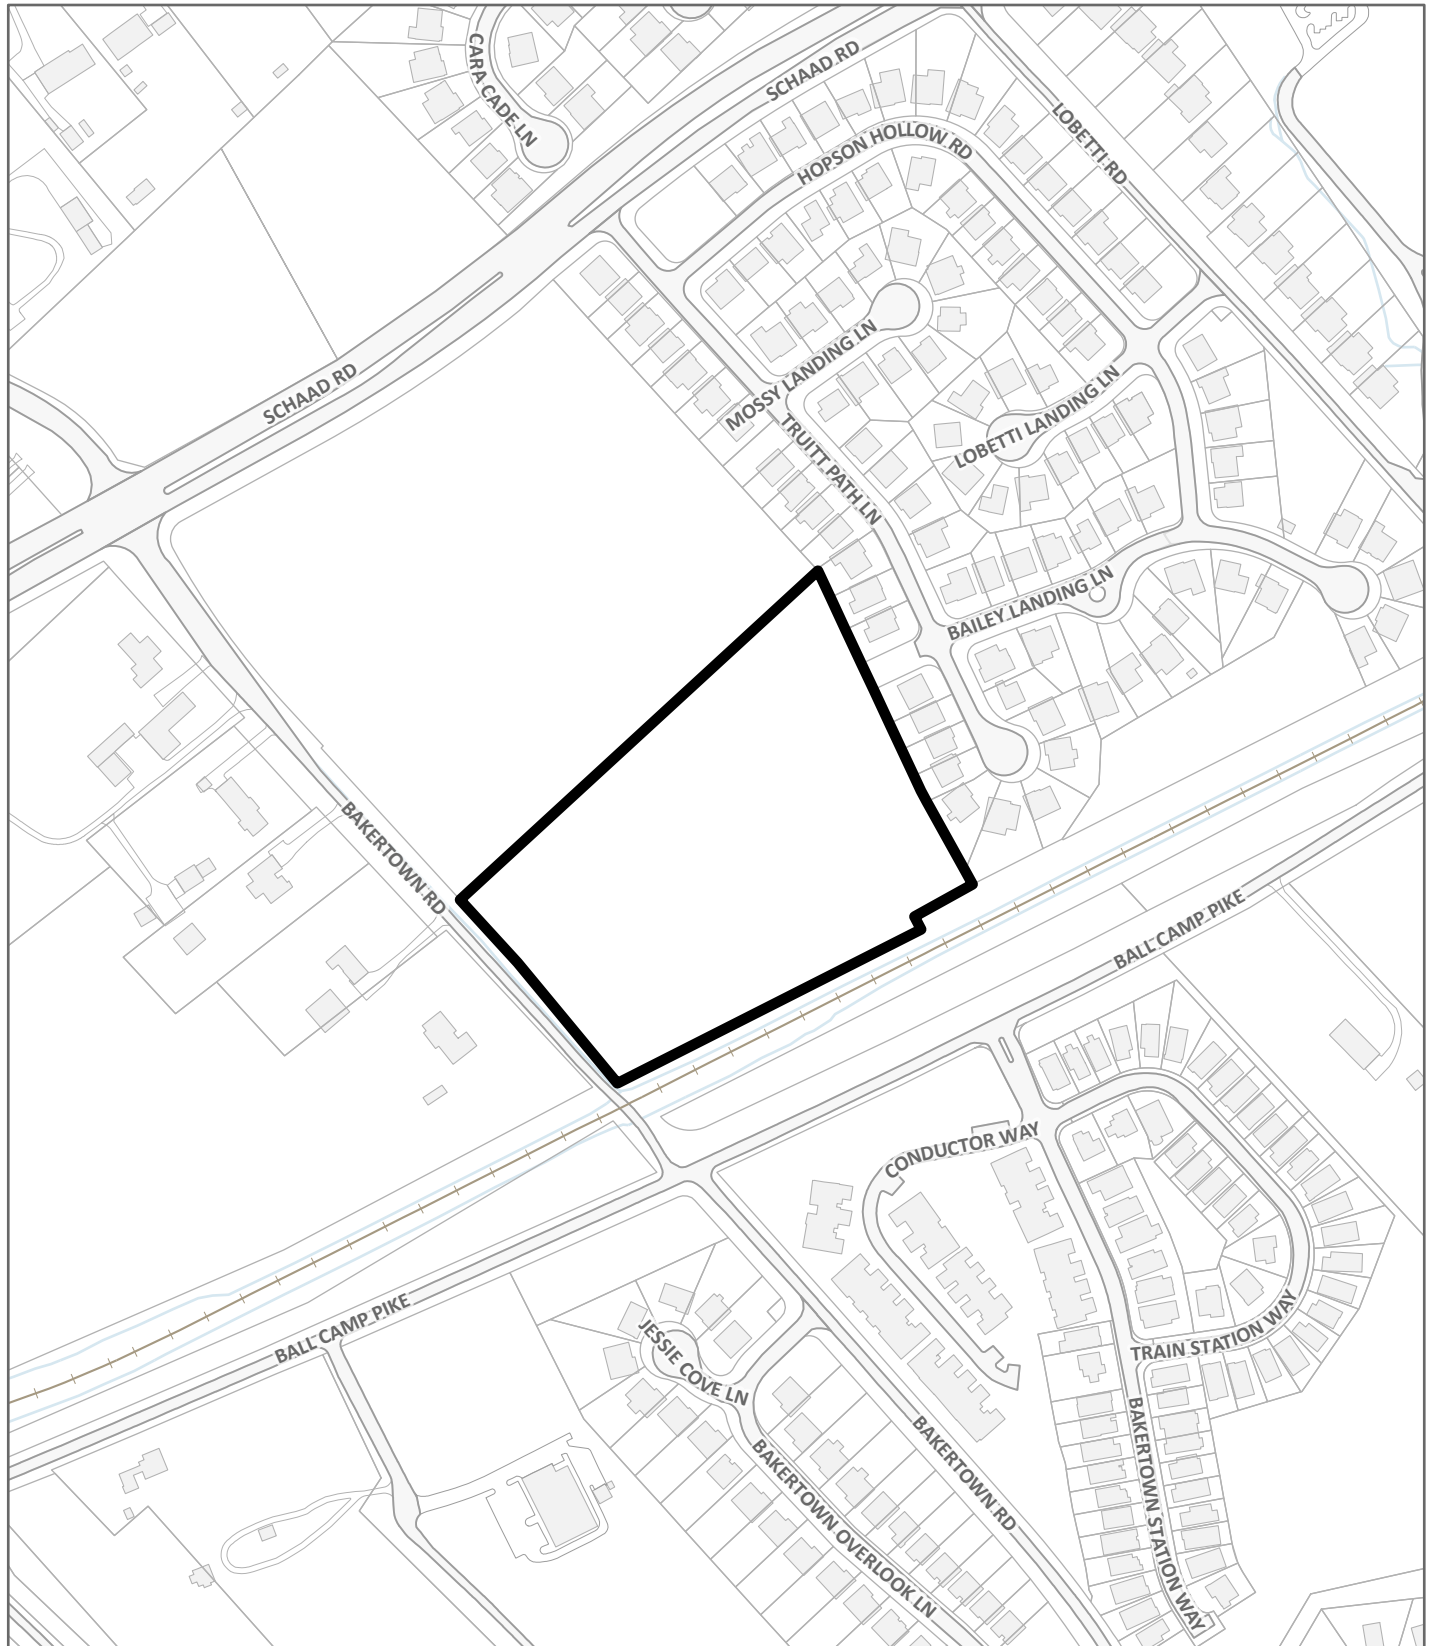 CARA CADE LN
SCHAAD RD
LOBETTI RD
HOPSON HOLLOW RD
SCHAAD RD
MOSSY LANDING LN
LOBETTI LANDING LN
TRUITT PATH LN
BAILEY LANDING LN
BAKERTOWN RD
BALL CAMP PIKE
CONDUCTOR WAY
BALL CAMP PIKE
JESSIE COVE LN
TRAIN STATION WAY
BAKERTOWN RD
BAKERTOWN STATION WAY
BAKERTOWN OVERLOOK LN